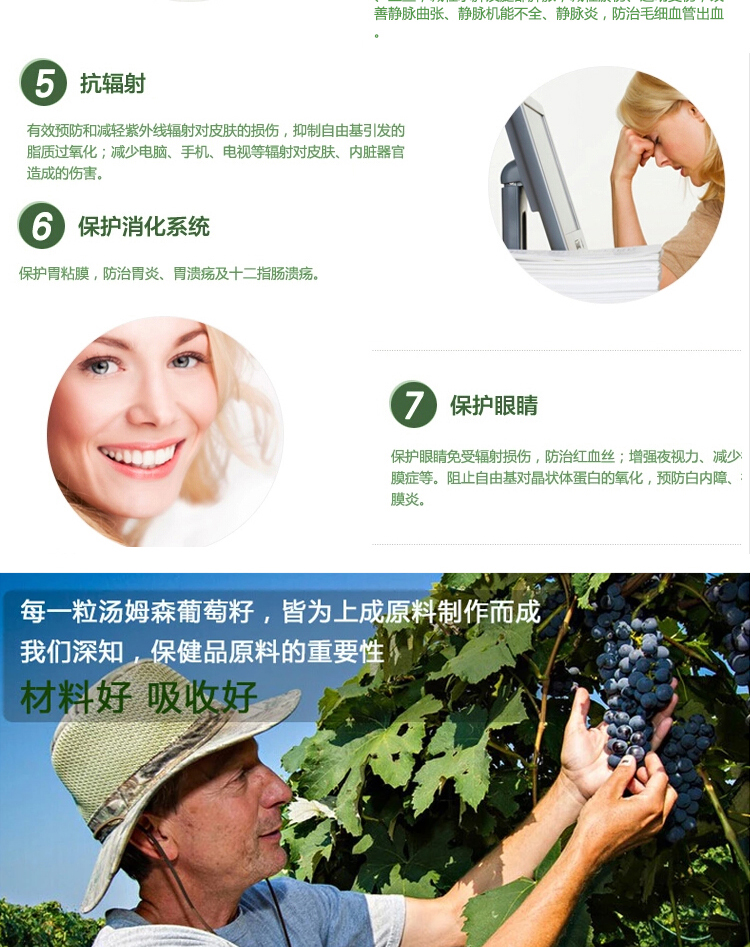 善静脉曲张、静脉机能不全、静脉炎，防治毛细血管出血
。
5 抗辐射
有效预防和减轻紫外线辐射对皮肤的损伤，抑制自由基引发的
脂质过氧化；减少电脑、手机、电视等辐射对皮肤、内脏器官
造成的伤害。
6 保护消化系统
保护胃粘膜，防治胃炎、胃溃疡及十二指肠溃疡。
7 保护眼睛
保护眼睛免受辐射损伤，防治红血丝；增强夜视力、减少
膜症等。阻止自由基对晶状体蛋白的氧化，预防白内障、
膜炎。
每一粒汤姆森葡萄籽，皆为上成原料制作而成
我们深知，保健品原料的重要性
材料好 吸收好